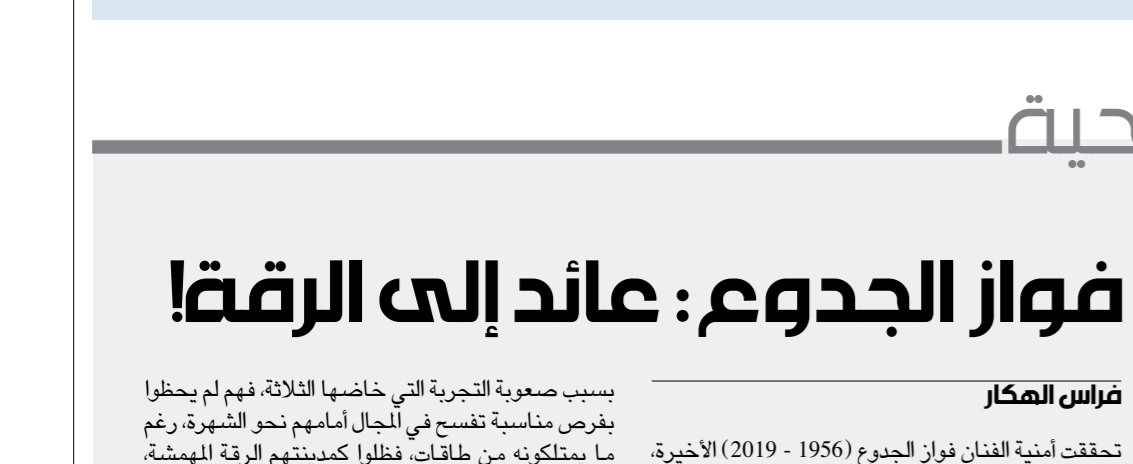 فواز الجدوع: عائد إلى الرقة!
فراس الهكار
تحققت أمنية الفنان فواز الجدوع (1956 - 2019) الأخيرة،
بسبب صعوبة التجربة التي خاضها الثلاثة، فهم لم يحظوا
بفرص مناسبة تفسح في المجال أمامهم نحو الشهرة، رغم
ما يمتلكونه من طاقات، فظلوا كمدينتهم الرقة المهمشة،